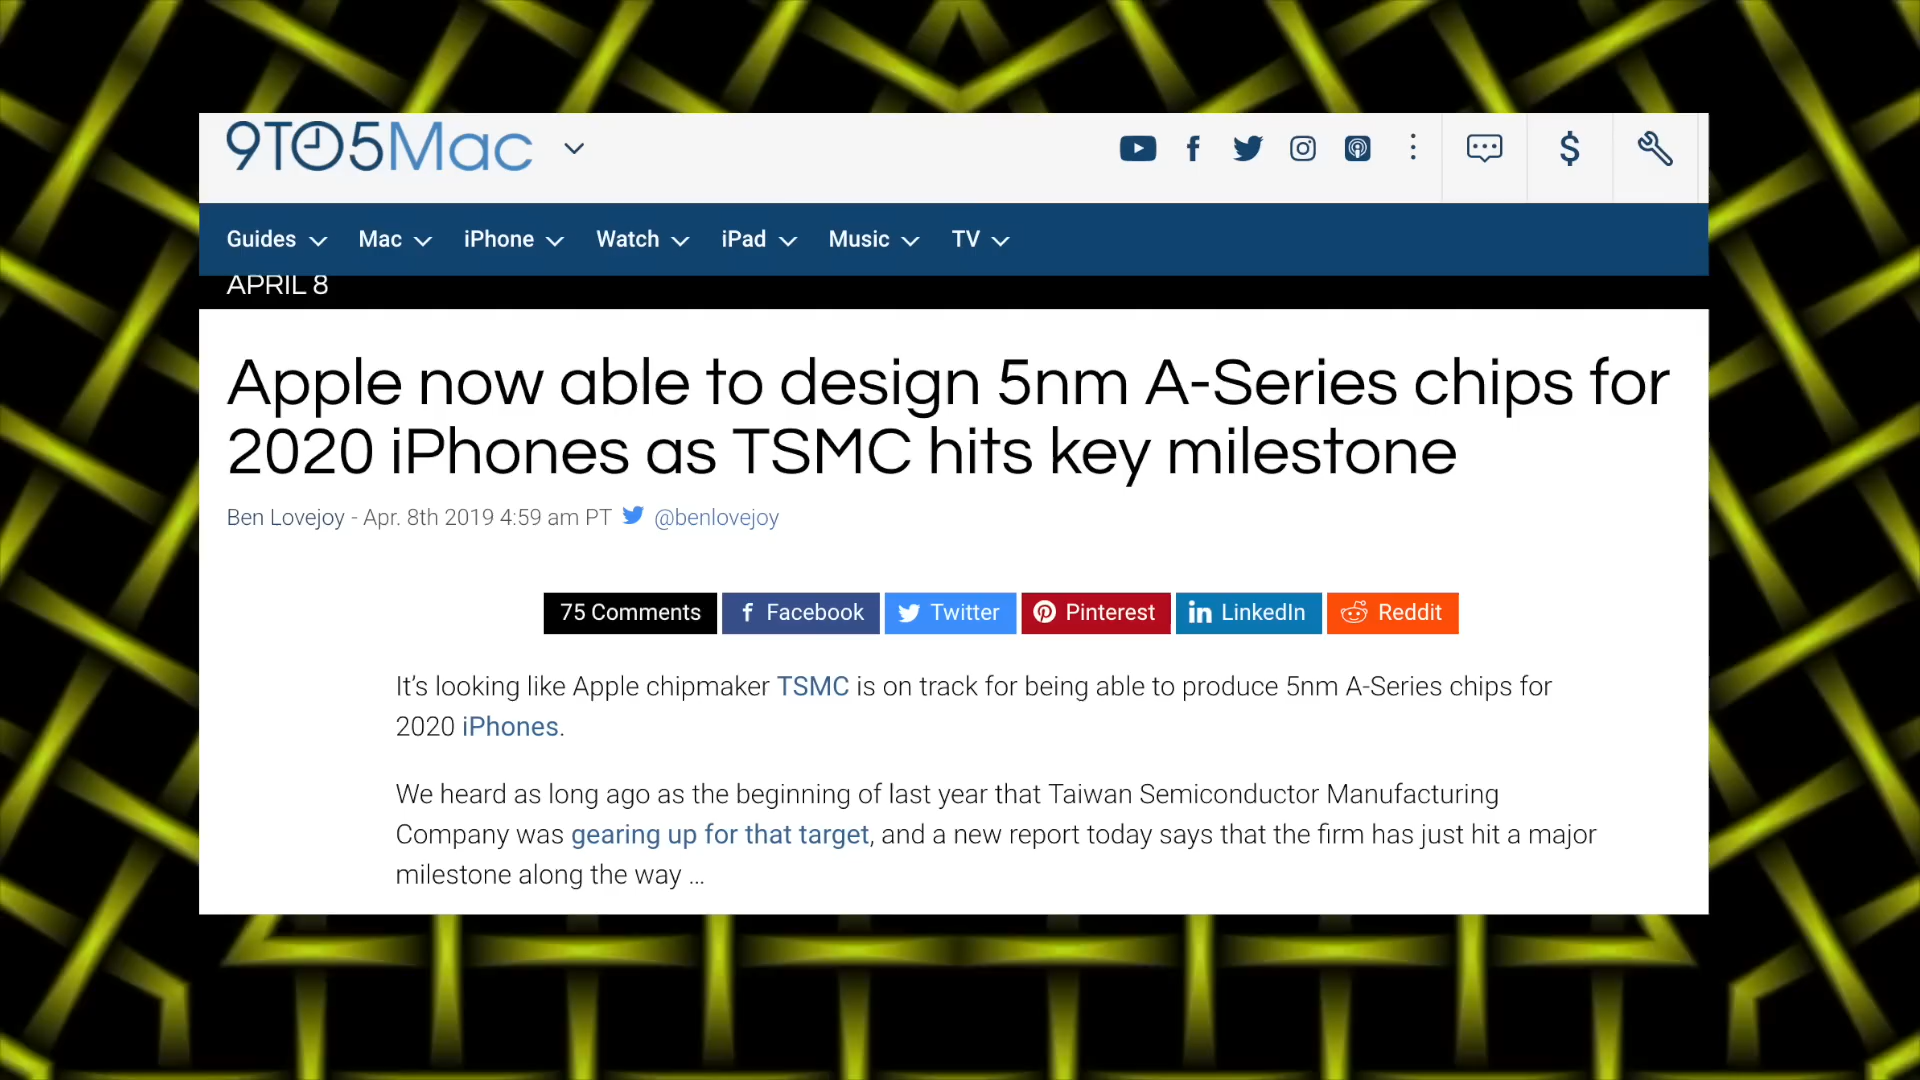 9TO5Mac
Guides Mac iPhone Watch iPad Music TV
APRIL 8
Apple now able to design 5nm A-Series chips for
2020 iPhones as TSMC hits key milestone
Ben Lovejoy - Apr. 8th 2019 4:59 am PT @benlovejoy
75 Comments Facebook Twitter Pinterest LinkedIn Reddit
It’s looking like Apple chipmaker TSMC is on track for being able to produce 5nm A-Series chips for
2020 iPhones.
We heard as long ago as the beginning of last year that Taiwan Semiconductor Manufacturing
Company was gearing up for that target, and a new report today says that the firm has just hit a major
milestone along the way …